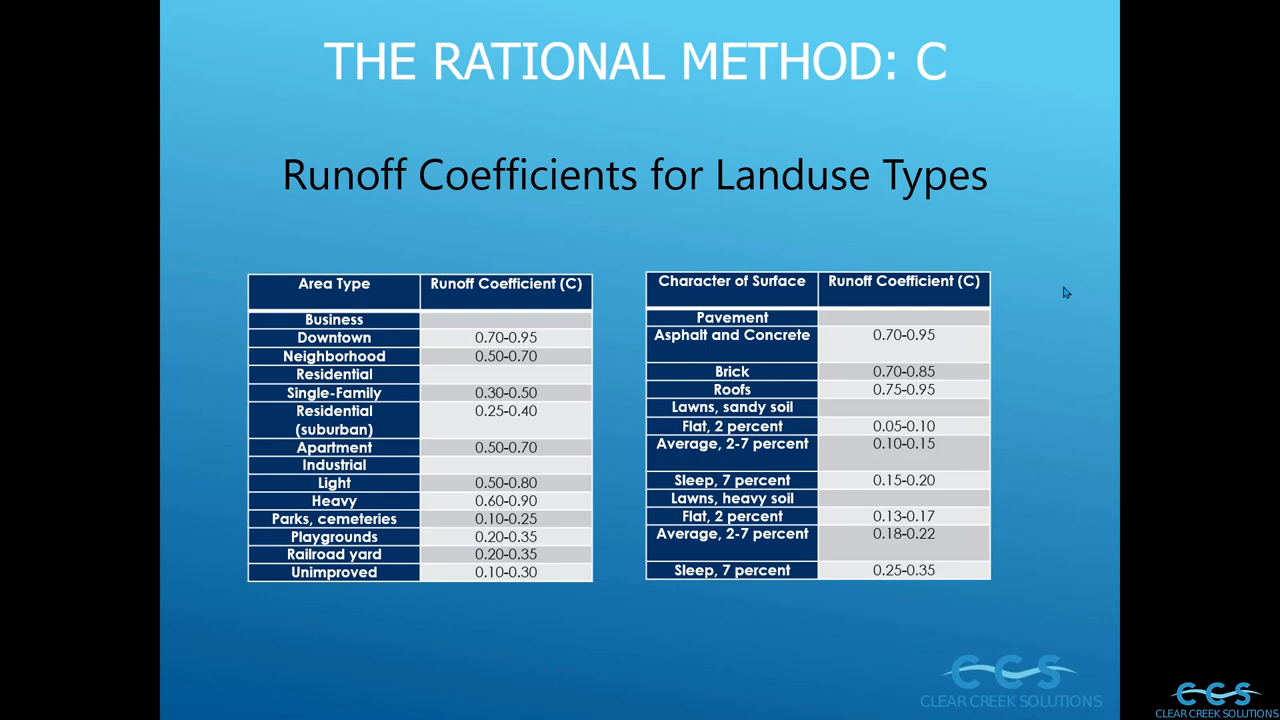 THE RATIONAL METHOD: C
Runoff Coefficients for Landuse Types
Area Type Runoff Coefficient (C)
Business
Downtown 0.70-0.95
Neighborhood 0.50-0.70
Residential
Single-Family 0.30-0.50
Residential 0.25-0.40
(suburban)
Apartment 0.50-0.70
Industrial
Light 0.50-0.80
Heavy 0.60-0.90
Parks, cemeteries 0.10-0.25
Playgrounds 0.20-0.35
Railroad yard 0.20-0.35
Unimproved 0.10-0.30
Character of Surface Runoff Coefficient (C)
Pavement
Asphalt and Concrete 0.70-0.95
Brick 0.70-0.85
Roofs 0.75-0.95
Lawns, sandy soil
Flat, 2 percent 0.05-0.10
Average, 2-7 percent 0.10-0.15
Sleep, 7 percent 0.15-0.20
Lawns, heavy soil
Flat, 2 percent 0.13-0.17
Average, 2-7 percent 0.18-0.22
Sleep, 7 percent 0.25-0.35
CCS
CLEAR CREEK SOLUTIONS
CCS
CLEAR CREEK SOLUTIONS